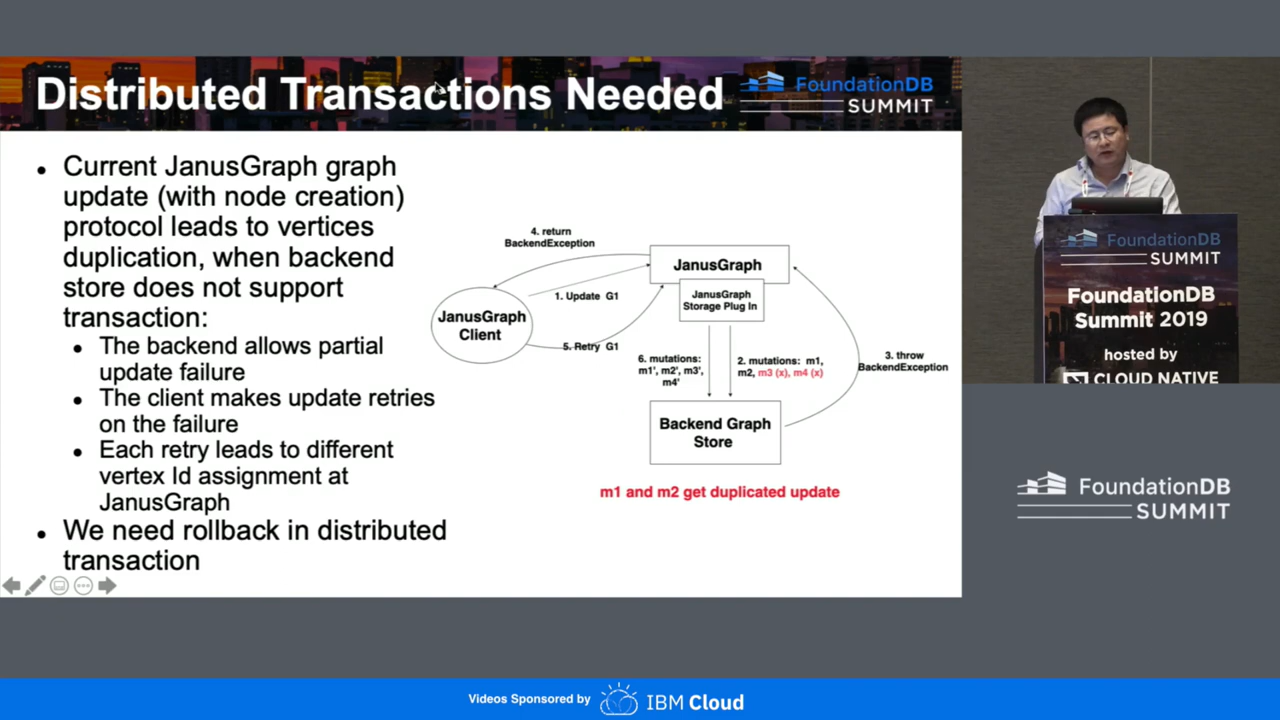 Distributed Transactions Needed
FoundationDB
SUMMIT
• Current JanusGraph graph
update (with node creation)
protocol leads to vertices
duplication, when backend
store does not support
transaction:
• The backend allows partial
update failure
• The client makes update retries
on the failure
• Each retry leads to different
vertex Id assignment at
JanusGraph
• We need rollback in distributed
transaction
4. return
BackendException
JanusGraph
1. Update G1
JanusGraph
Storage Plug In
JanusGraph
Client
5. Retry G1
6. mutations:
m1', m2', m3',
m4'
2. mutations: m1,
m2, m3 (x), m4 (x)
3. throw
BackendException
Backend Graph
Store
m1 and m2 get duplicated update
FoundationDB
SUMMIT
FoundationDB
Summit 2019
hosted by
CLOUD NATIVE
FoundationDB
SUMMIT
Videos Sponsored by
IBM Cloud